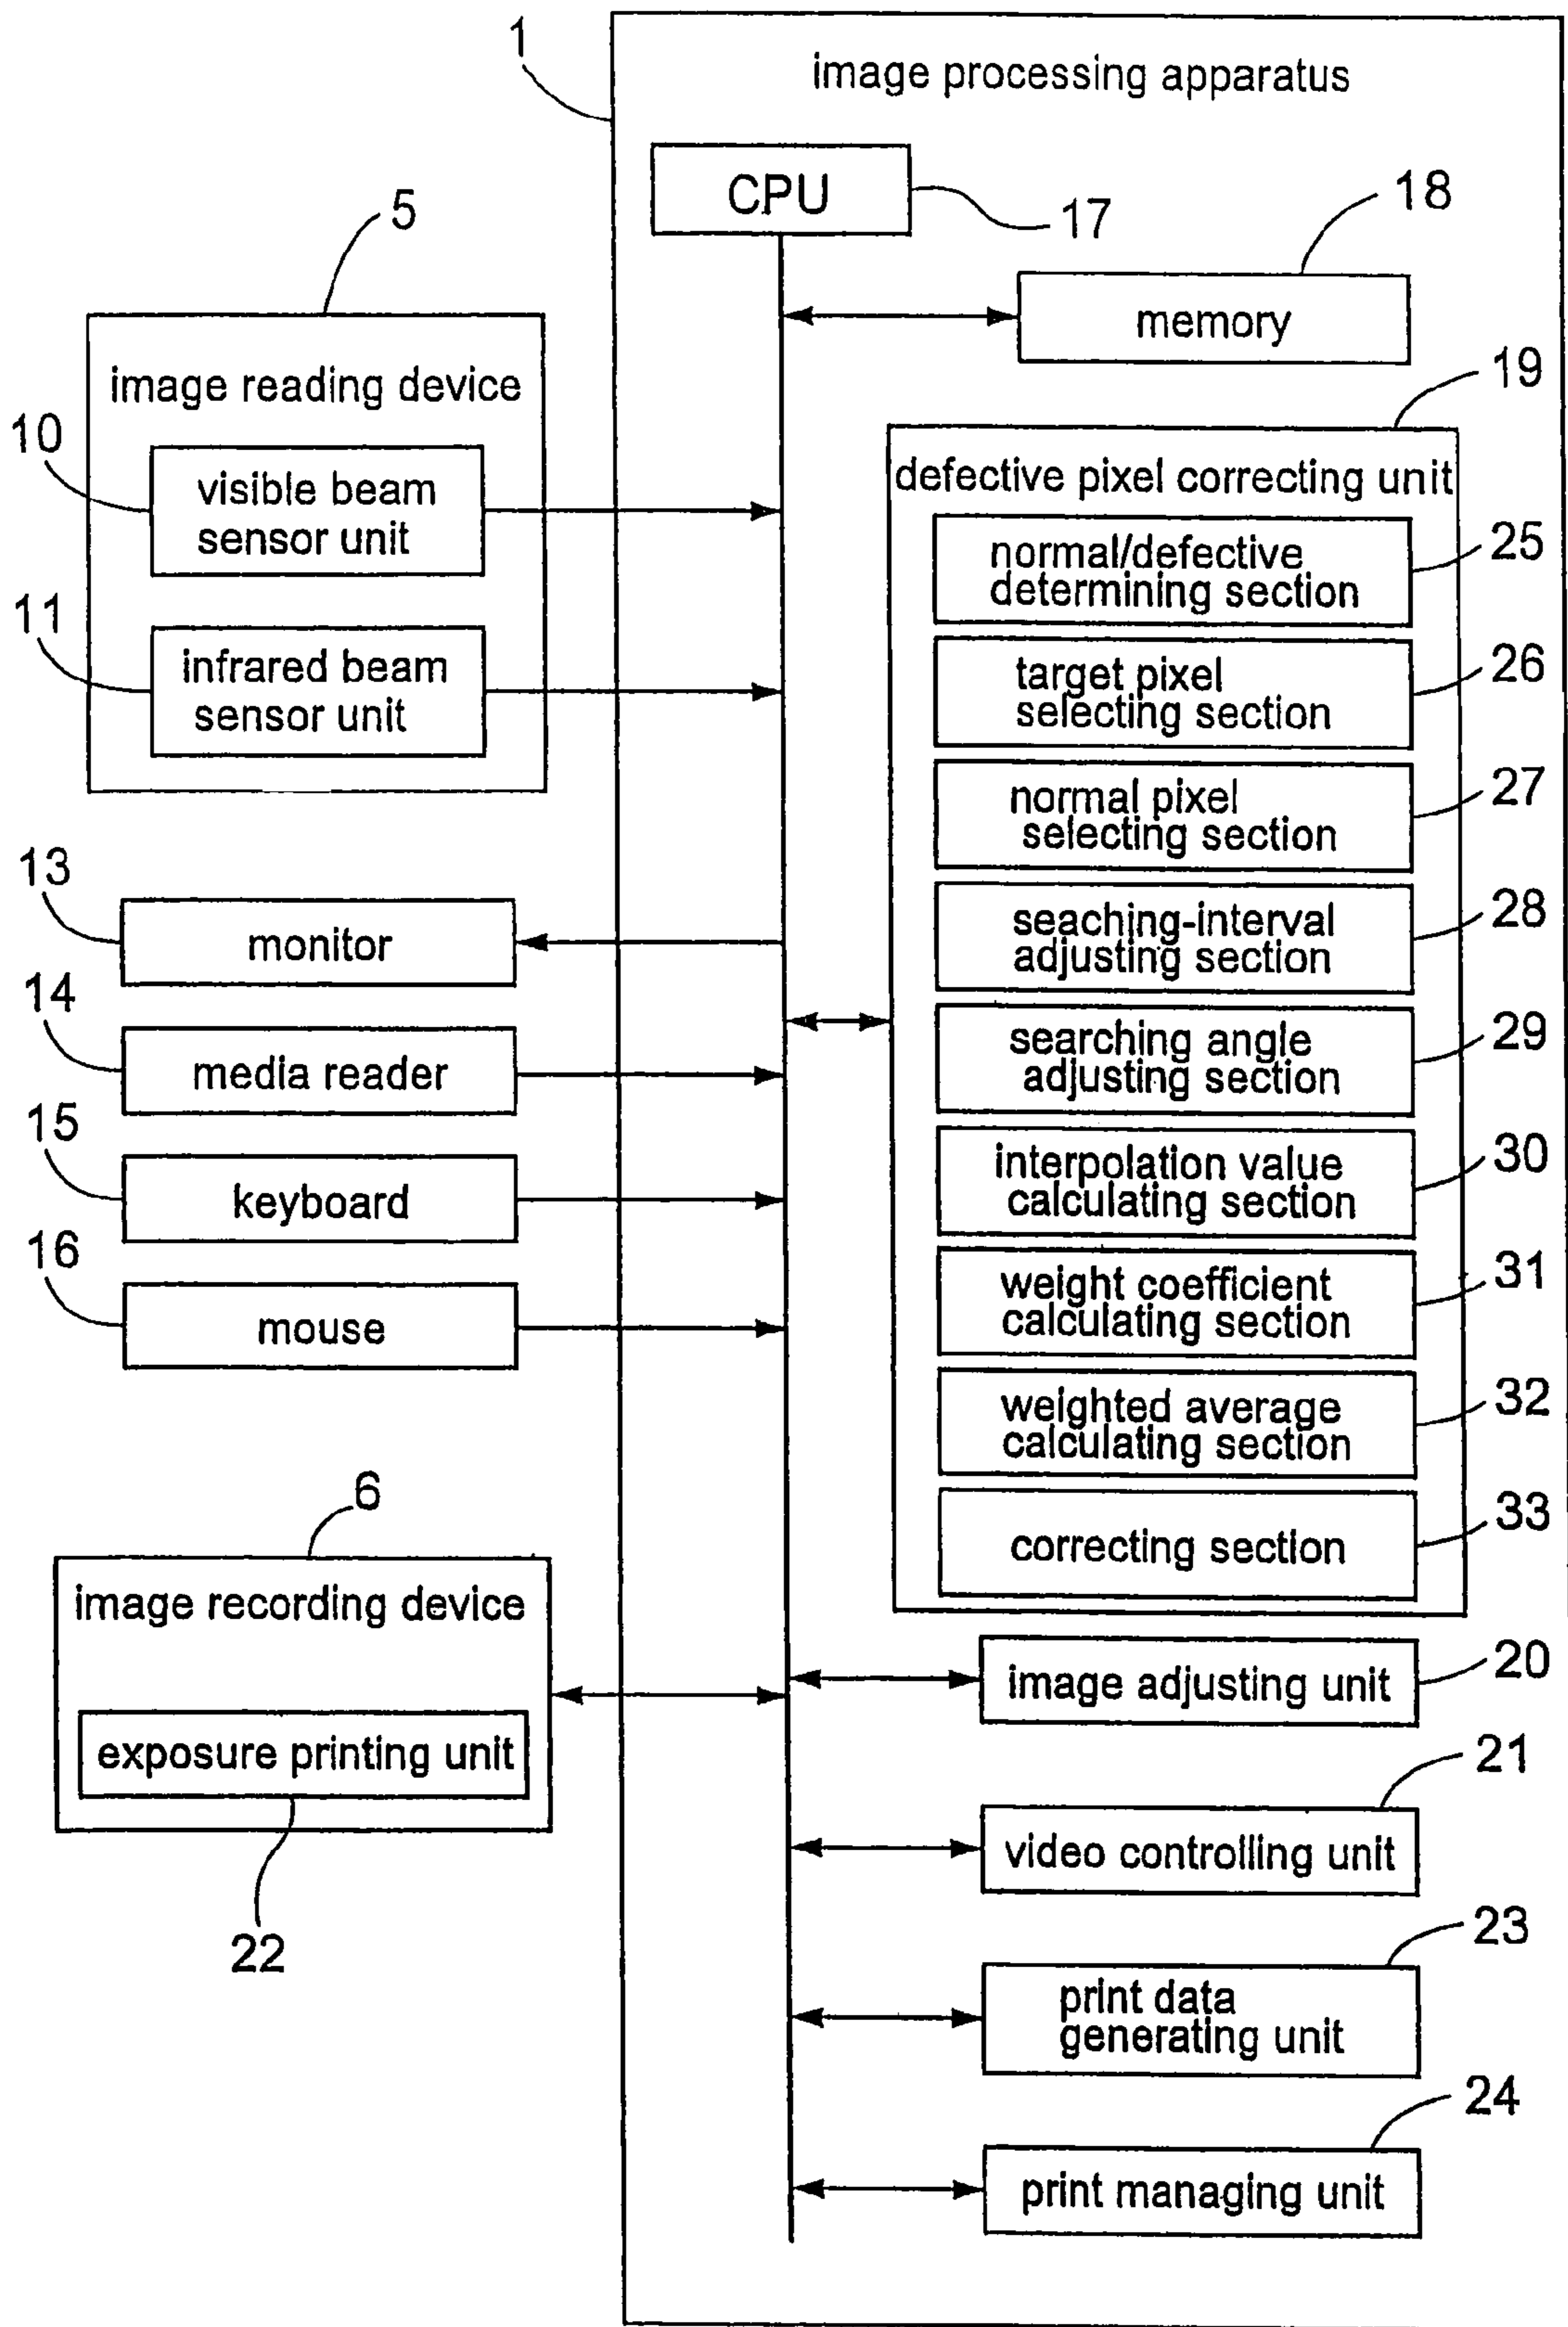 1
image processing apparatus
CPU
17
18
memory
5
image reading device
10
visible beam
sensor unit
11
infrared beam
sensor unit
19
defective pixel correcting unit
normal/defective
determining section
25
target pixel
selecting section
26
normal pixel
selecting section
27
seaching-interval
adjusting section
28
searching angle
adjusting section
29
interpolation value
calculating section
30
weight coefficient
calculating section
31
weighted average
calculating section
32
correcting section
33
13
monitor
14
media reader
15
keyboard
16
mouse
6
image recording device
exposure printing unit
22
image adjusting unit
20
21
video controlling unit
23
print data
generating unit
24
print managing unit